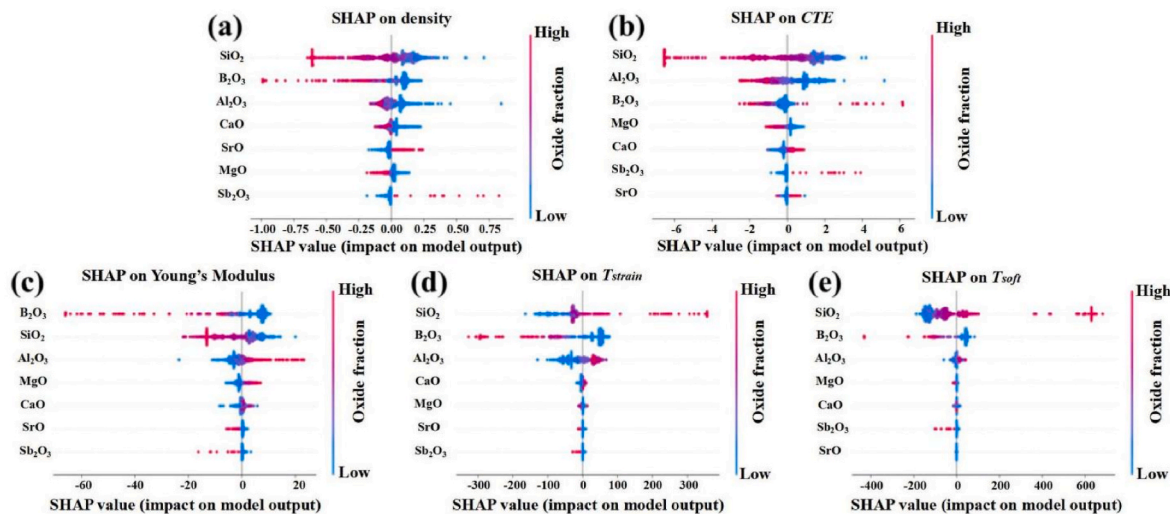 (a)
SHAP on density
SiO₂
B₂O₃
Al₂O₃
CaO
SrO
MgO
Sb₂O₃
-1.00 -0.75 -0.50 -0.25 0.00 0.25 0.50 0.75
SHAP value (impact on model output)
High
Oxide fraction
Low
(b)
SHAP on CTE
SiO₂
Al₂O₃
B₂O₃
MgO
CaO
Sb₂O₃
SrO
-6 -4 -2 0 2 4 6
SHAP value (impact on model output)
High
Oxide fraction
Low
(c)
SHAP on Young's Modulus
B₂O₃
SiO₂
Al₂O₃
MgO
CaO
SrO
Sb₂O₃
-60 -40 -20 0 20
SHAP value (impact on model output)
High
Oxide fraction
Low
(d)
SHAP on Tstrain
SiO₂
B₂O₃
Al₂O₃
CaO
MgO
SrO
Sb₂O₃
-300 -200 -100 0 100 200 300
SHAP value (impact on model output)
High
Oxide fraction
Low
(e)
SHAP on Tsoft
SiO₂
B₂O₃
Al₂O₃
MgO
CaO
Sb₂O₃
SrO
-400 -200 0 200 400 600
SHAP value (impact on model output)
High
Oxide fraction
Low